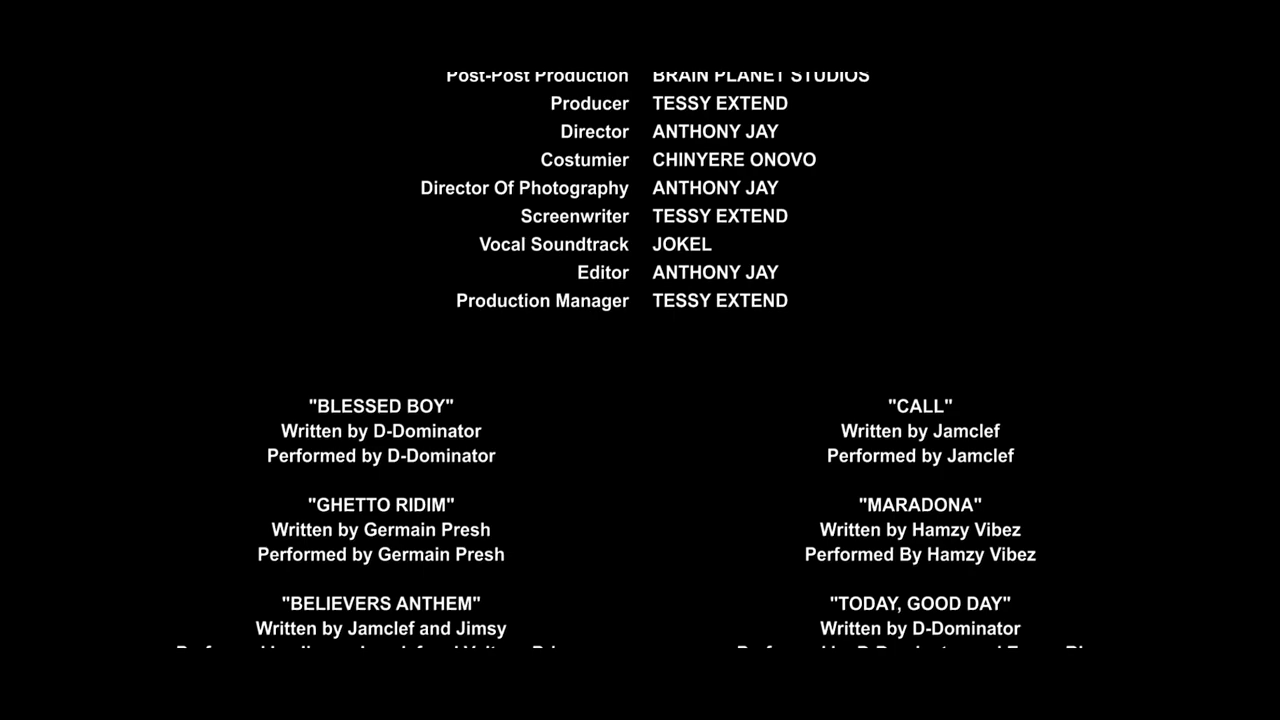 Post-Post Production BRAIN PLANET STUDIOS
Producer TESSY EXTEND
Director ANTHONY JAY
Costumier CHINYERE ONOVO
Director Of Photography ANTHONY JAY
Screenwriter TESSY EXTEND
Vocal Soundtrack JOKEL
Editor ANTHONY JAY
Production Manager TESSY EXTEND
"BLESSED BOY"
Written by D-Dominator
Performed by D-Dominator
"GHETTO RIDIM"
Written by Germain Presh
Performed by Germain Presh
"BELIEVERS ANTHEM"
Written by Jamclef and Jimsy
"CALL"
Written by Jamclef
Performed by Jamclef
"MARADONA"
Written by Hamzy Vibez
Performed By Hamzy Vibez
"TODAY, GOOD DAY"
Written by D-Dominator